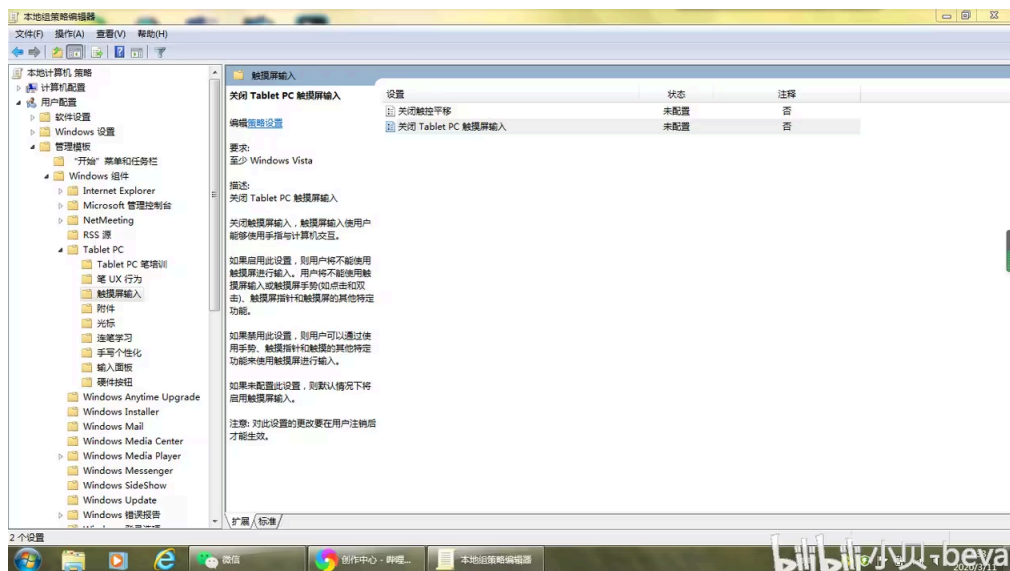 本地组策略编辑器
文件(F) 操作(A) 查看(V) 帮助(H)
本地计算机 策略
计算机配置
用户配置
软件设置
Windows 设置
管理模板
“开始”菜单和任务栏
Windows 组件
Internet Explorer
Microsoft 管理控制台
NetMeeting
RSS 源
Tablet PC
Tablet PC 笔培训
笔 UX 行为
触摸屏输入
附件
光标
连笔学习
手写个性化
输入面板
硬件按钮
Windows Anytime Upgrade
Windows Installer
Windows Mail
Windows Media Center
Windows Media Player
Windows Messenger
Windows SideShow
Windows Update
Windows 错误报告
触摸屏输入
关闭 Tablet PC 触摸屏输入
编辑策略设置
要求:
至少 Windows Vista
描述:
关闭 Tablet PC 触摸屏输入
关闭触摸屏输入，触摸屏输入使用户
能够使用手指与计算机交互。
如果启用此设置，则用户将不能使用
触摸屏进行输入。用户将不能使用触
摸屏输入或触摸屏手势(如点击和双
击)、触摸屏指针和触摸屏的其他特定
功能。
如果禁用此设置，则用户可以通过使
用手势、触摸指针和触摸的其他特定
功能来使用触摸屏进行输入。
如果未配置此设置，则默认情况下将
启用触摸屏输入。
注意: 对此设置的更改要在用户注销后
才能生效。
设置 状态 注释
关闭触控平移 未配置 否
关闭 Tablet PC 触摸屏输入 未配置 否
扩展 标准
2 个设置
微信
创作中心 - 哔哩...
本地组策略编辑器
bilibili 小贝-beya
2020/3/11